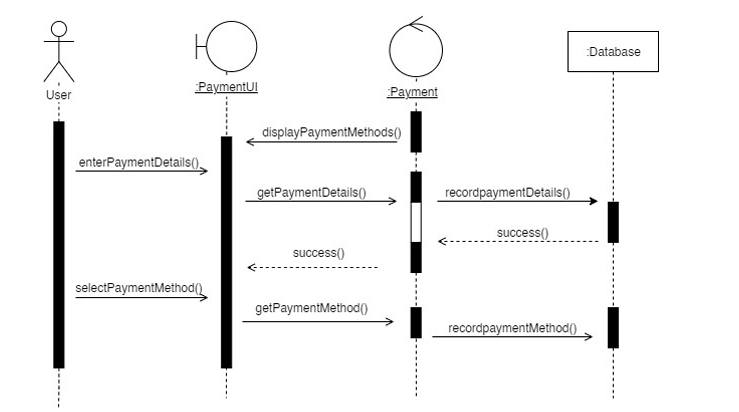 User
:PaymentUI
:Payment
:Database
displayPaymentMethods()
enterPaymentDetails()
getPaymentDetails()
recordpaymentDetails()
success()
success()
selectPaymentMethod()
getPaymentMethod()
recordpaymentMethod()